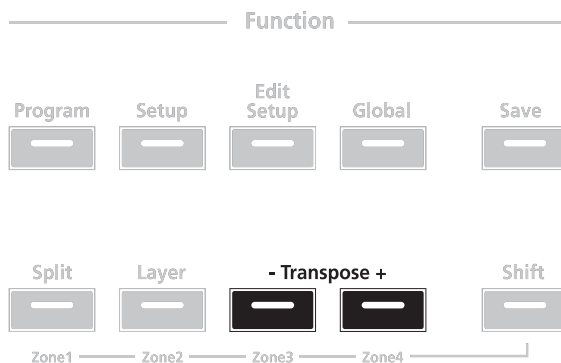 Function
Program Setup Edit Setup Global Save
Split Layer - Transpose + Shift
Zone1 Zone2 Zone3 Zone4